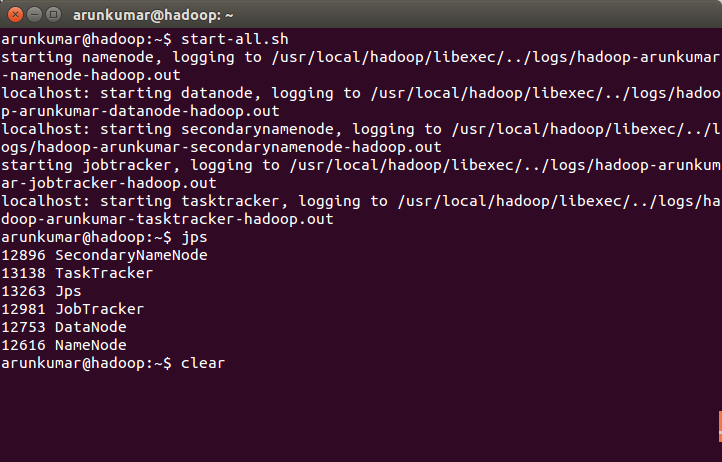 arunkumar@hadoop: ~
arunkumar@hadoop:~$ start-all.sh
starting namenode, logging to /usr/local/hadoop/libexec/../logs/hadoop-arunkumar
-namenode-hadoop.out
localhost: starting datanode, logging to /usr/local/hadoop/libexec/../logs/hadoo
p-arunkumar-datanode-hadoop.out
localhost: starting secondarynamenode, logging to /usr/local/hadoop/libexec/../l
ogs/hadoop-arunkumar-secondarynamenode-hadoop.out
starting jobtracker, logging to /usr/local/hadoop/libexec/../logs/hadoop-arunkum
ar-jobtracker-hadoop.out
localhost: starting tasktracker, logging to /usr/local/hadoop/libexec/../logs/ha
doop-arunkumar-tasktracker-hadoop.out
arunkumar@hadoop:~$ jps
12896 SecondaryNameNode
13138 TaskTracker
13263 Jps
12981 JobTracker
12753 DataNode
12616 NameNode
arunkumar@hadoop:~$ clear